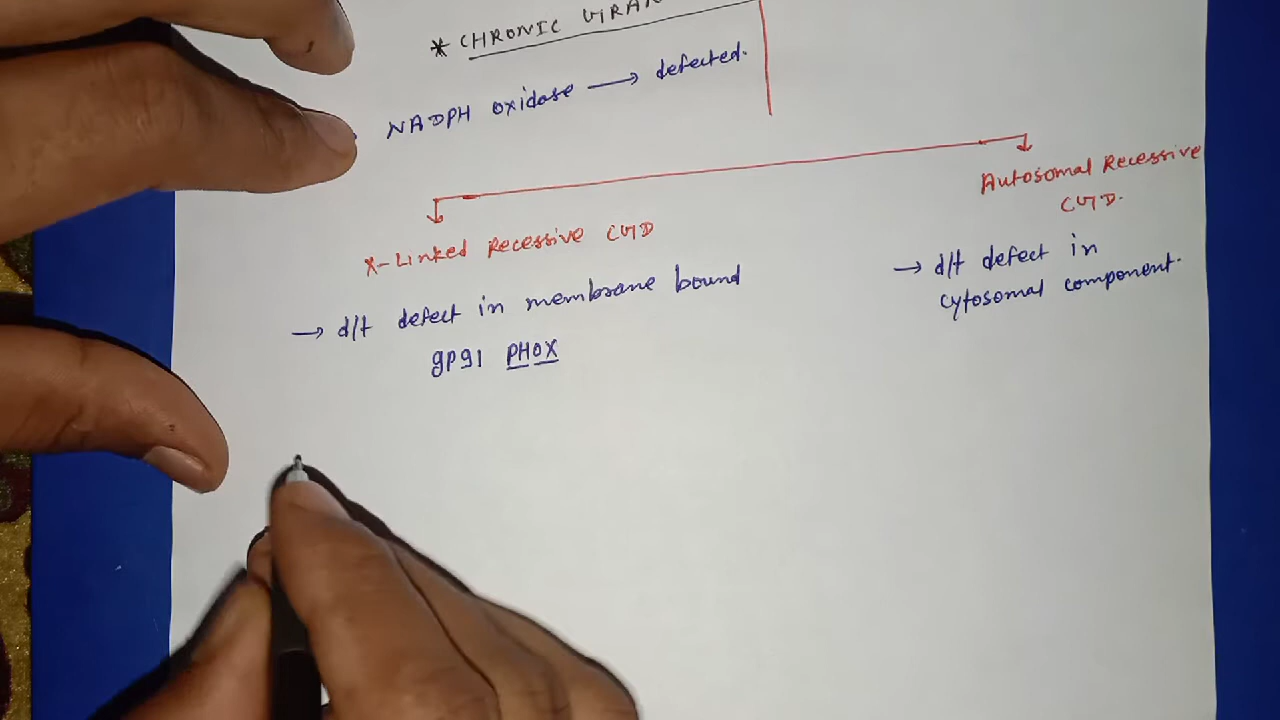 * CHRONIC GRAN
NADPH oxidase → defected.
X-Linked Recessive CGD
→ d/t defect in membrane bound
gp91 PHOX
Autosomal Recessive
CGD.
→ d/t defect in
cytosomal component.